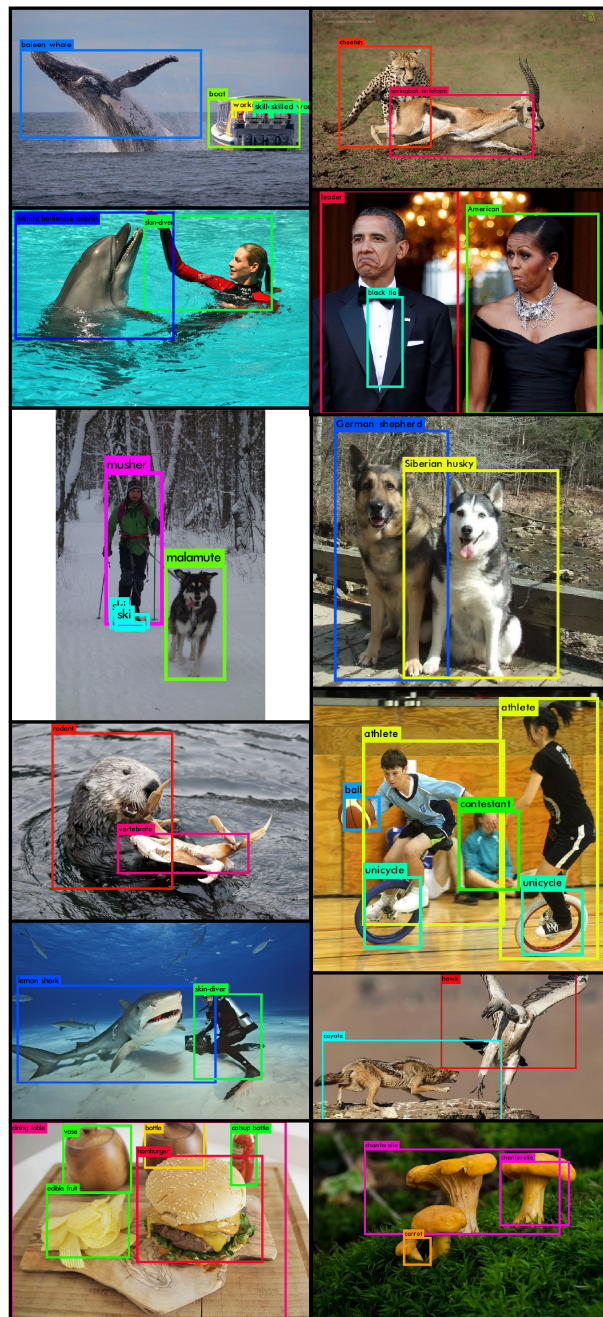 baleen whale
boat
work
skill
skilled wor
cheetah
springbok antelope
Atlantic bottlenose dolphin
skin-diver
leader
American
black tie
musher
malamute
ski
ski
German shepherd
Siberian husky
rodent
vertebrate
athlete
athlete
ball
contestant
unicycle
unicycle
lemon shark
skin-diver
hawk
coyote
dining table
vase
bottle
catsup bottle
hamburger
edible fruit
chanterelle
chanterelle
carrot